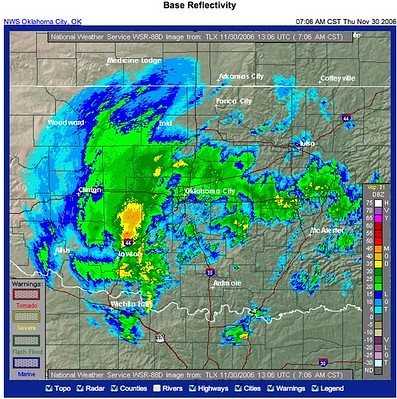 Base Reflectivity
NWS Oklahoma City, OK 07:06 AM CST Thu Nov 30 2006
National Weather Service WSR-88D Image from: TLX 11/30/2006 13:06 UTC ( 7:06 AM CST)
Medicine Lodge
Arkansas City
Coffeyville
Ponca City
Woodward
Enid
44
Tulsa
Vcp: 21
DBZ
Clinton
Oklahoma City
75 H
70 V
65 V
60
55
50
45 M
40 M
35 D
30
25
20
15 L
10 O
5
0
-5
-10
-15 V
-20 O
-25 0
-30 T
ND
McAlester
44
Altus
Lawton
35
Warnings:
Tornado
Severe
Flash Flood
Marine
Ardmore
Wichita Falls
35
National Weather Service WSR-88D Image from: TLX 11/30/2006 13:06 UTC ( 7:06 AM CST)
Topo Radar Counties Rivers Highways Cities Warnings Legend